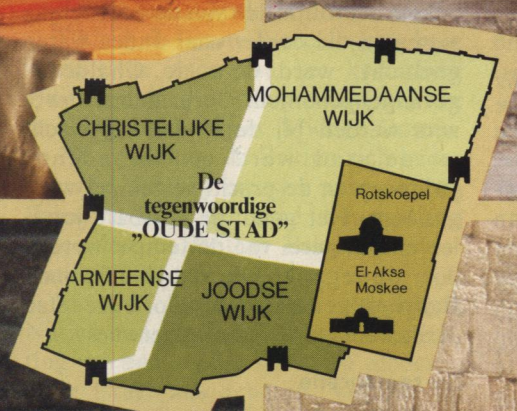 MOHAMMEDAANSE
WIJK
CHRISTELIJKE
WIJK
De
tegenwoordige
„OUDE STAD”
Rotskoepel
El-Aksa
Moskee
ARMEENSE
WIJK
JOODSE
WIJK